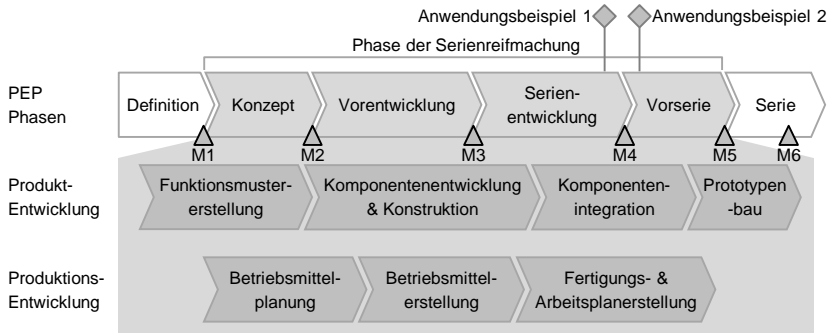 Anwendungsbeispiel 1
Anwendungsbeispiel 2
Phase der Serienreifmachung
PEP
Phasen
Definition
Konzept
Vorentwicklung
Serien-
entwicklung
Vorserie
Serie
M1
M2
M3
M4
M5
M6
Produkt-
Entwicklung
Funktionsmuster-
erstellung
Komponentenentwicklung
& Konstruktion
Komponenten-
integration
Prototypen
-bau
Produktions-
Entwicklung
Betriebsmittel-
planung
Betriebsmittel-
erstellung
Fertigungs- &
Arbeitsplanerstellung